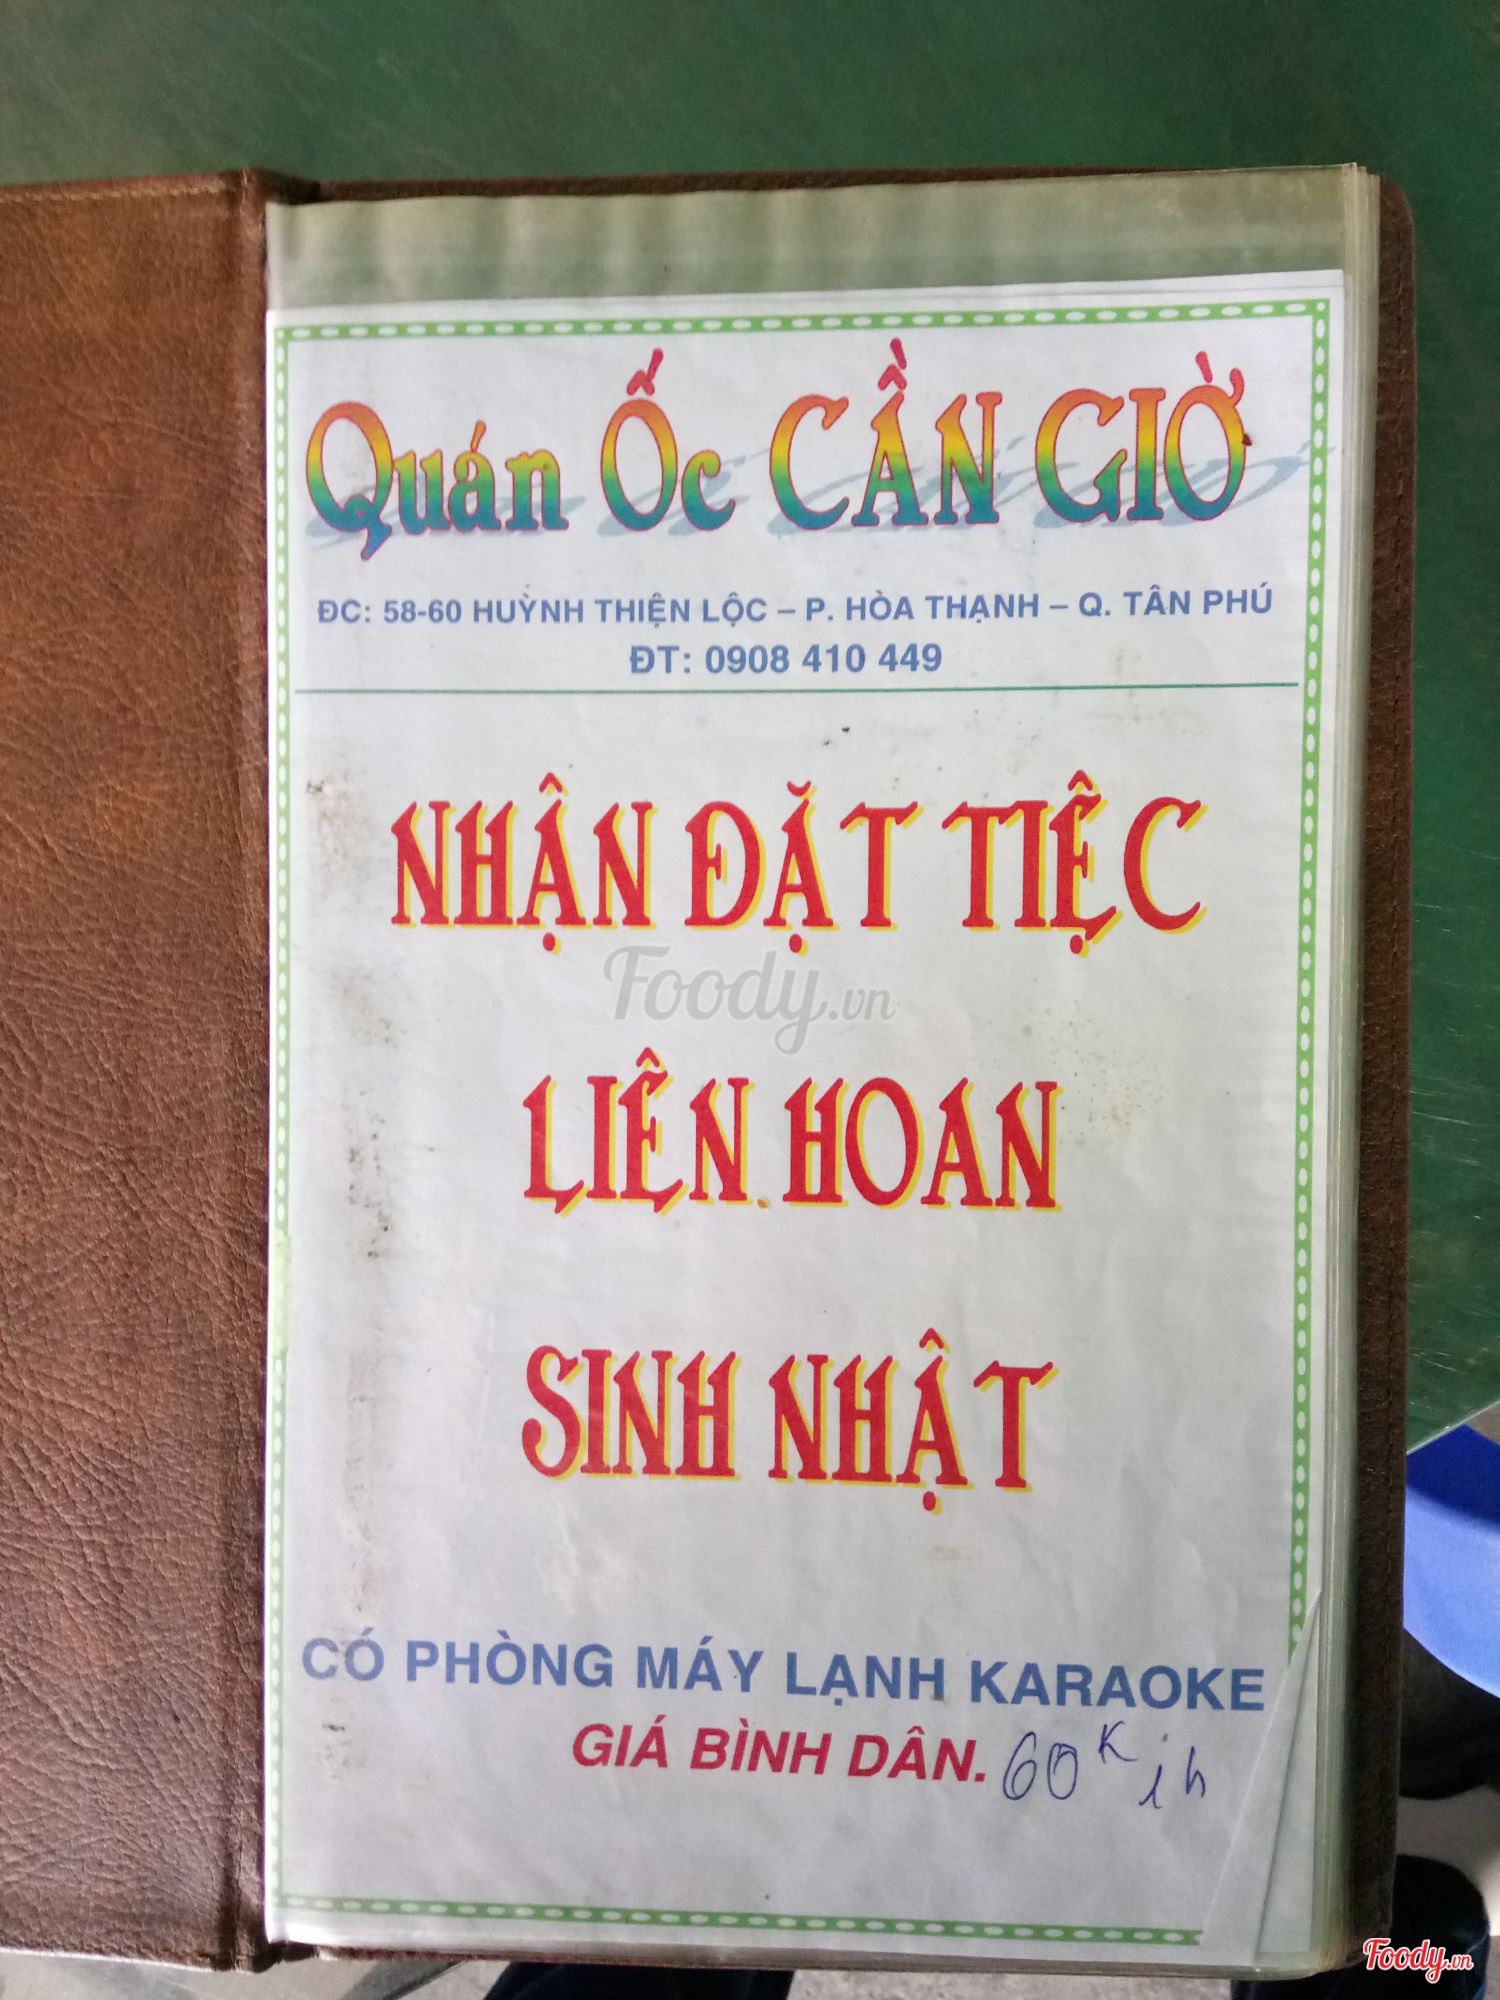 Quán Ốc CẦN GIỜ
ĐC: 58-60 HUỲNH THIỆN LỘC – P. HÒA THẠNH – Q. TÂN PHÚ
ĐT: 0908 410 449
NHẬN ĐẶT TIỆC
Foody.vn
LIÊN HOAN
SINH NHẬT
CÓ PHÒNG MÁY LẠNH KARAOKE
GIÁ BÌNH DÂN. 60K
Foody.vn